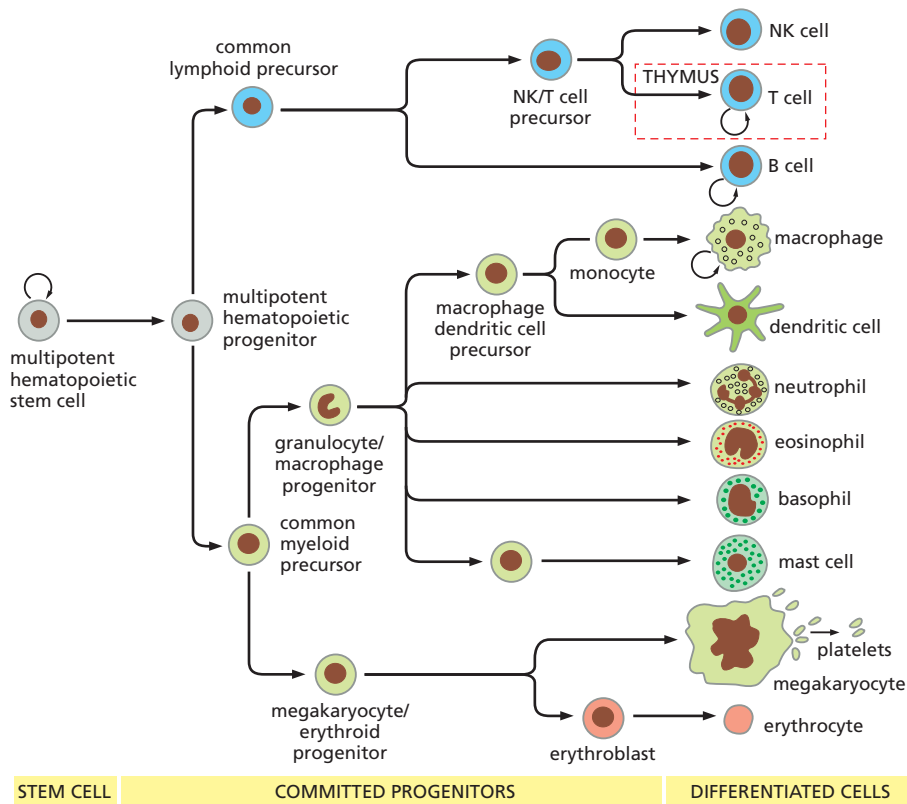 NK cell
common
lymphoid precursor
THYMUS
T cell
NK/T cell
precursor
B cell
macrophage
monocyte
multipotent
hematopoietic
progenitor
macrophage
dendritic cell
precursor
dendritic cell
multipotent
hematopoietic
stem cell
neutrophil
granulocyte/
macrophage
progenitor
eosinophil
basophil
common
myeloid
precursor
mast cell
platelets
megakaryocyte
megakaryocyte/
erythroid
progenitor
erythroblast
erythrocyte
STEM CELL
COMMITTED PROGENITORS
DIFFERENTIATED CELLS